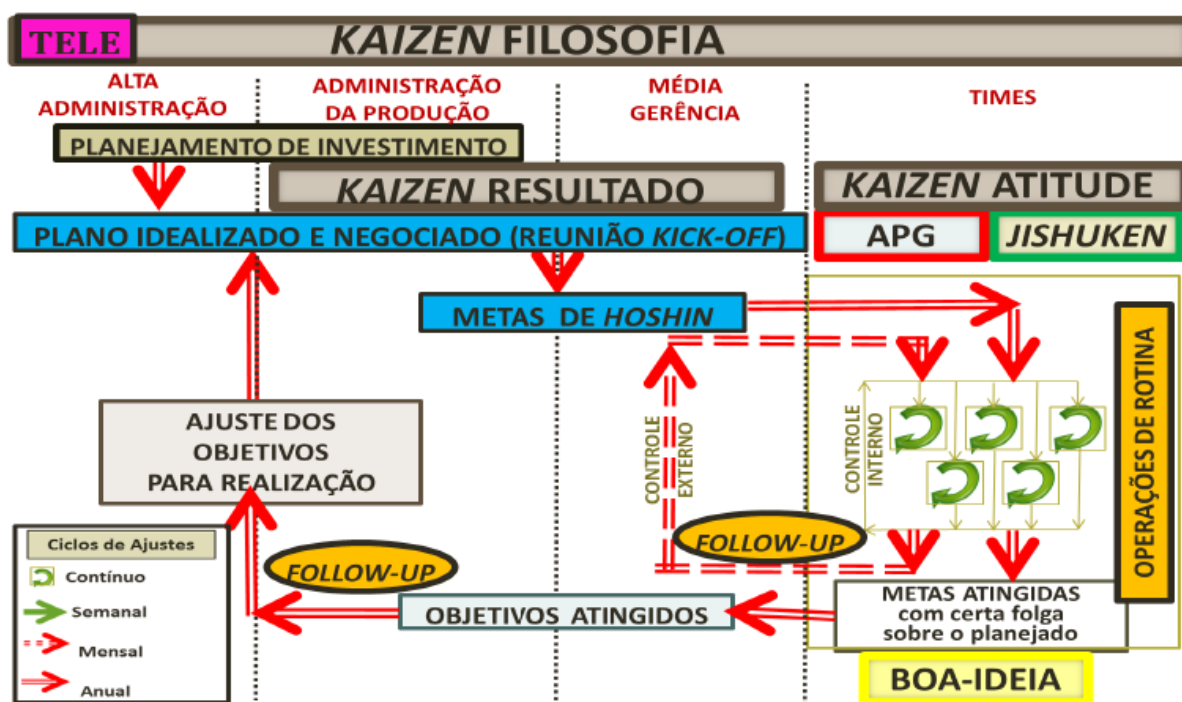 TELE
KAIZEN FILOSOFIA
ALTA
ADMINISTRAÇÃO
ADMINISTRAÇÃO
DA PRODUÇÃO
MÉDIA
GERÊNCIA
TIMES
PLANEJAMENTO DE INVESTIMENTO
KAIZEN RESULTADO
KAIZEN ATITUDE
PLANO IDEALIZADO E NEGOCIADO (REUNIÃO KICK-OFF)
APG
JISHUKEN
METAS DE HOSHIN
CONTROLE
EXTERNO
CONTROLE
INTERNO
OPERAÇÕES DE ROTINA
AJUSTE DOS
OBJETIVOS
PARA REALIZAÇÃO
FOLLOW-UP
FOLLOW-UP
OBJETIVOS ATINGIDOS
METAS ATINGIDAS
com certa folga
sobre o planejado
BOA-IDEIA
Ciclos de Ajustes
Contínuo
Semanal
Mensal
Anual